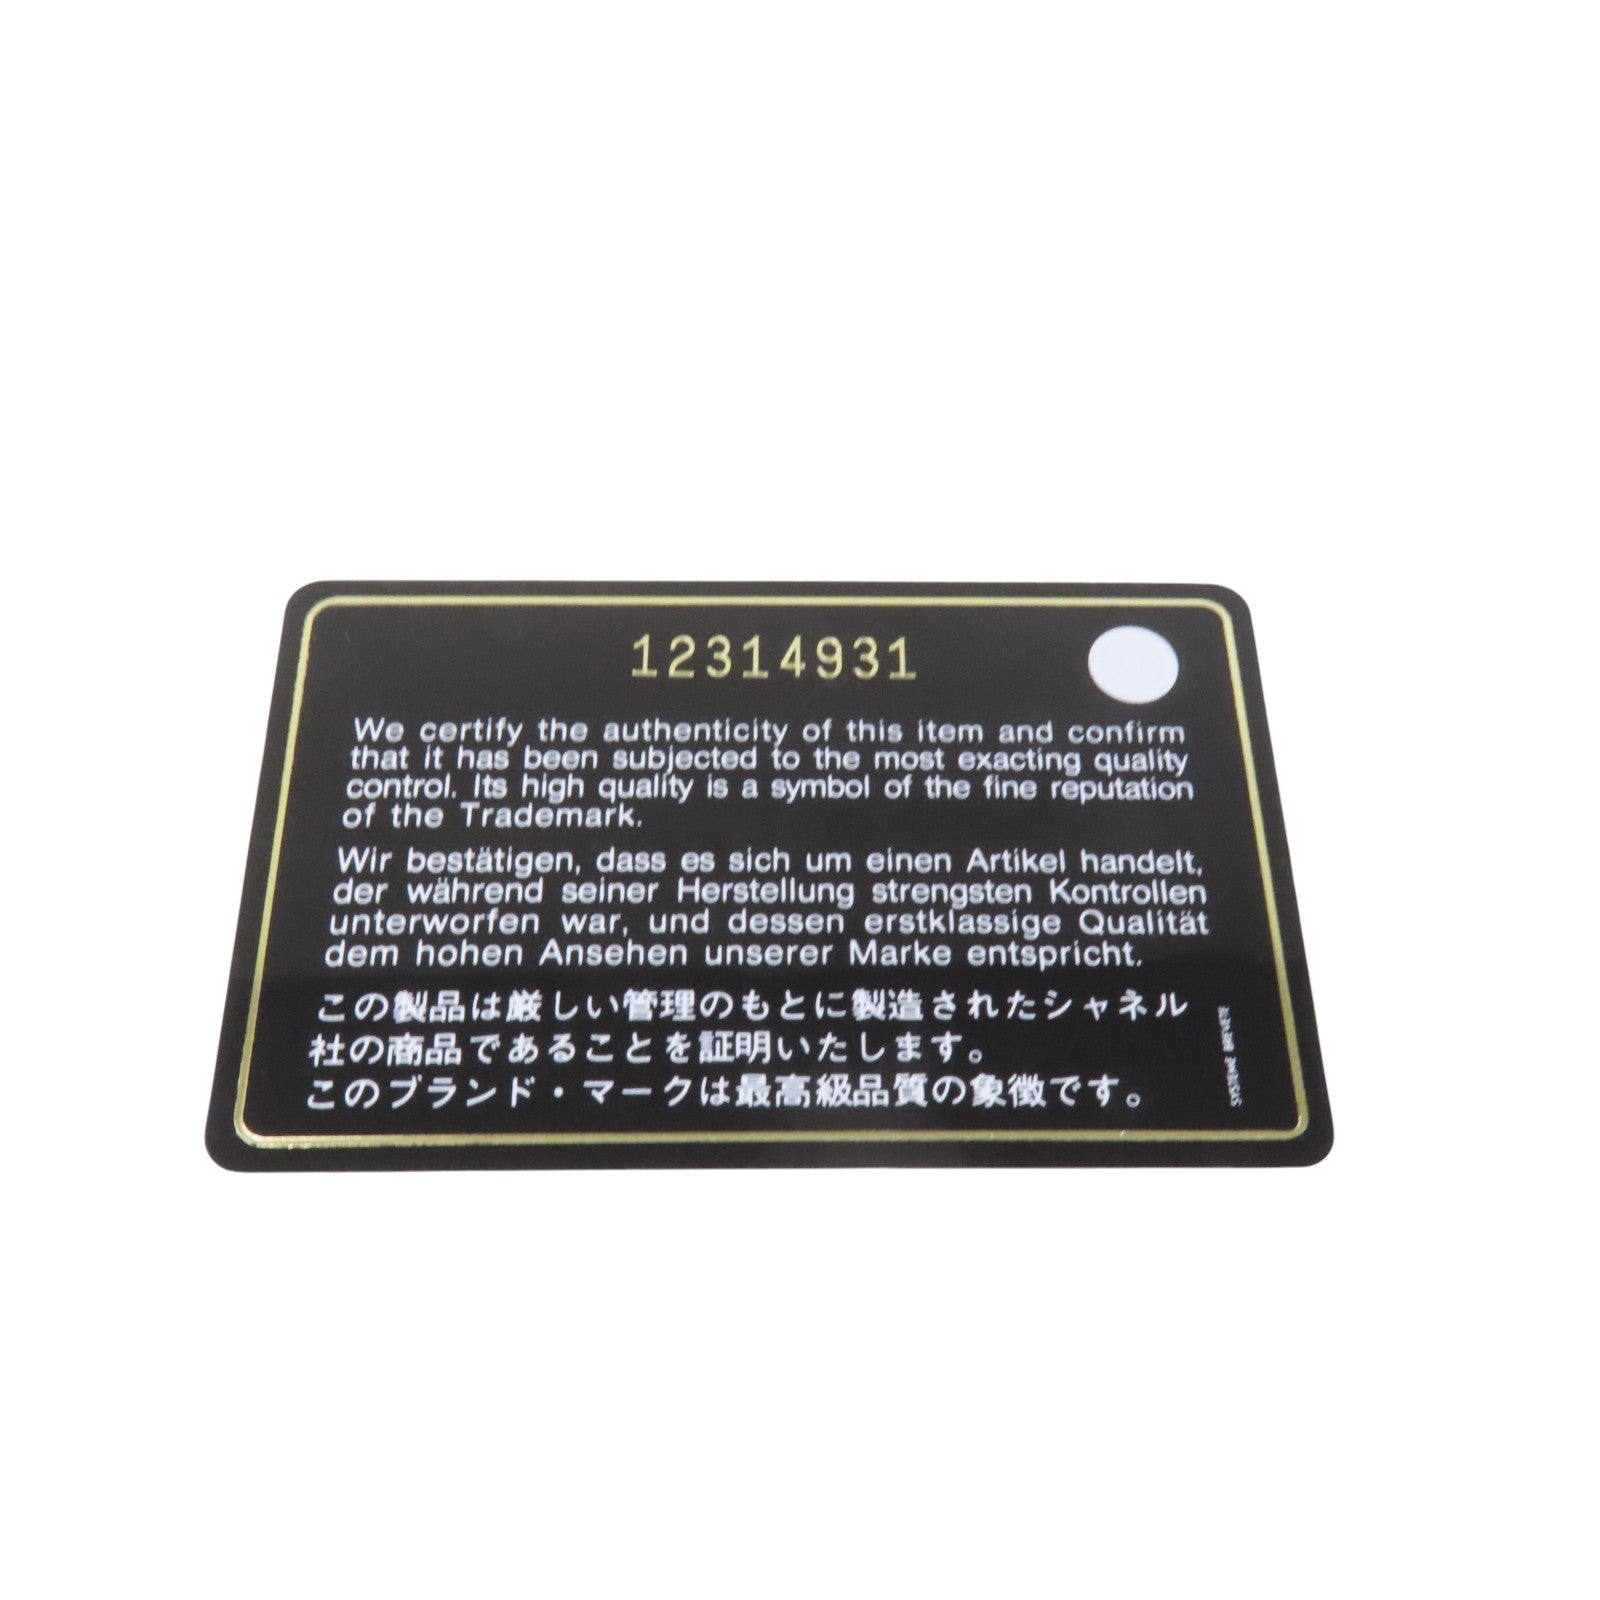 12314931
We certify the authenticity of this item and confirm
that it has been subjected to the most exacting quality
control. Its high quality is a symbol of the fine reputation
of the Trademark.
Wir bestätigen, dass es sich um einen Artikel handelt,
der während seiner Herstellung strengsten Kontrollen
unterworfen war, und dessen erstklassige Qualität
dem hohen Ansehen unserer Marke entspricht.
この製品は厳しい管理のもとに製造されたシャネル
社の商品であることを証明いたします。
このブランド・マークは最高級品質の象徴です。
SYSTEME BREVETE